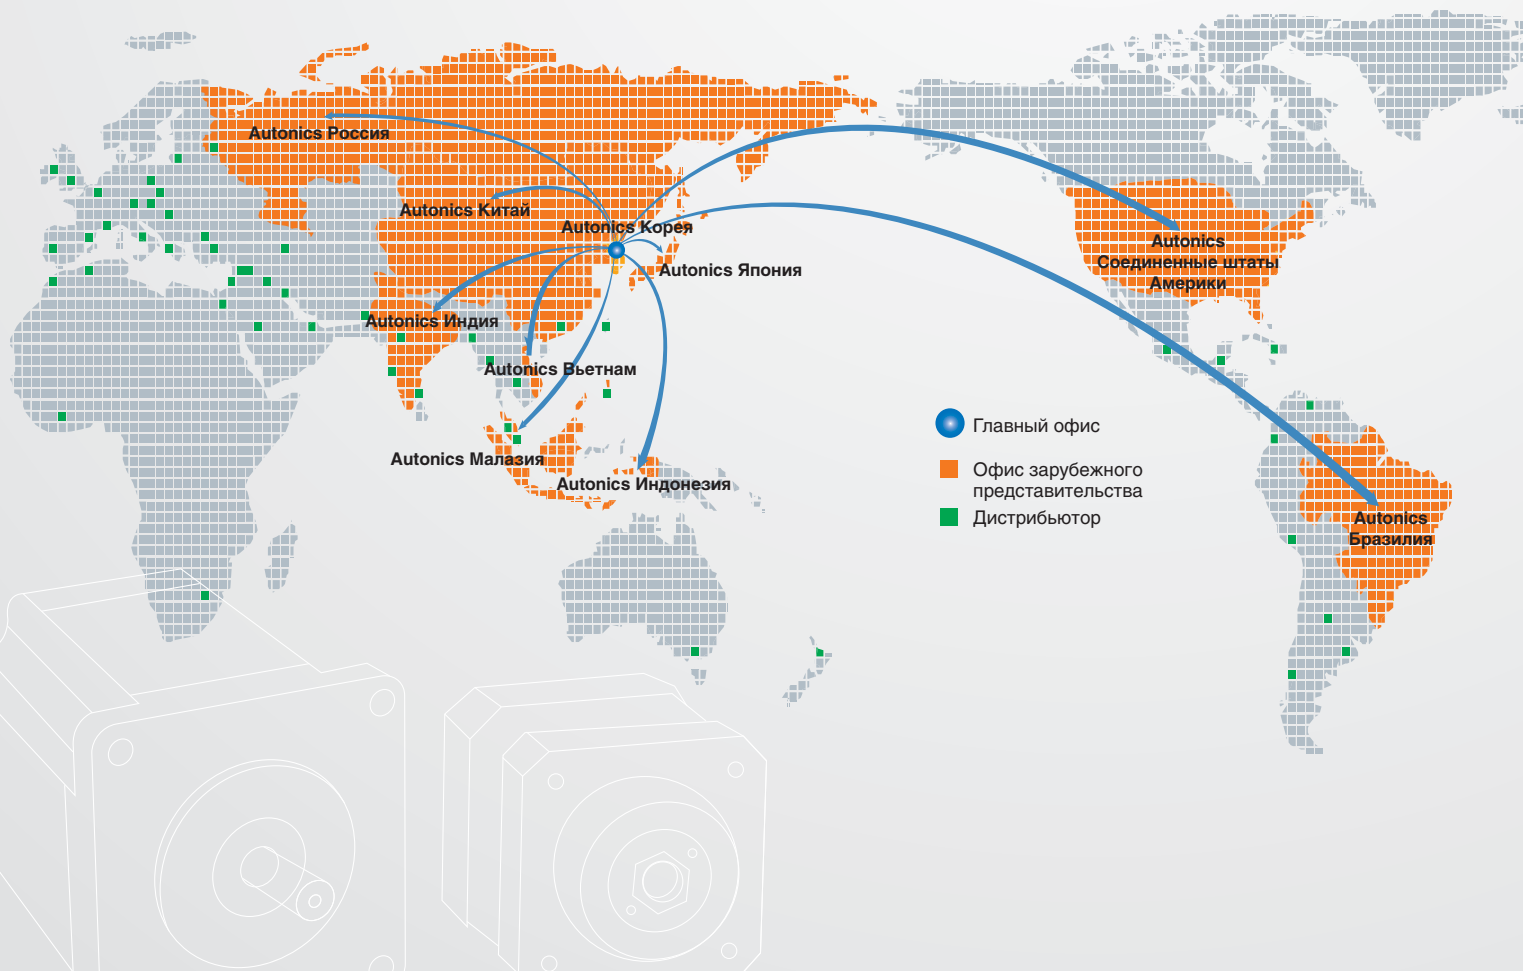 Autonics Россия
Autonics Китай
Autonics Корея
Autonics
Соединенные штаты
Америки
Autonics Япония
Autonics Индия
Autonics Вьетнам
Главный офис
Autonics Малазия
Офис зарубежного
представительства
Autonics Индонезия
Дистрибьютор
Autonics
Бразилия